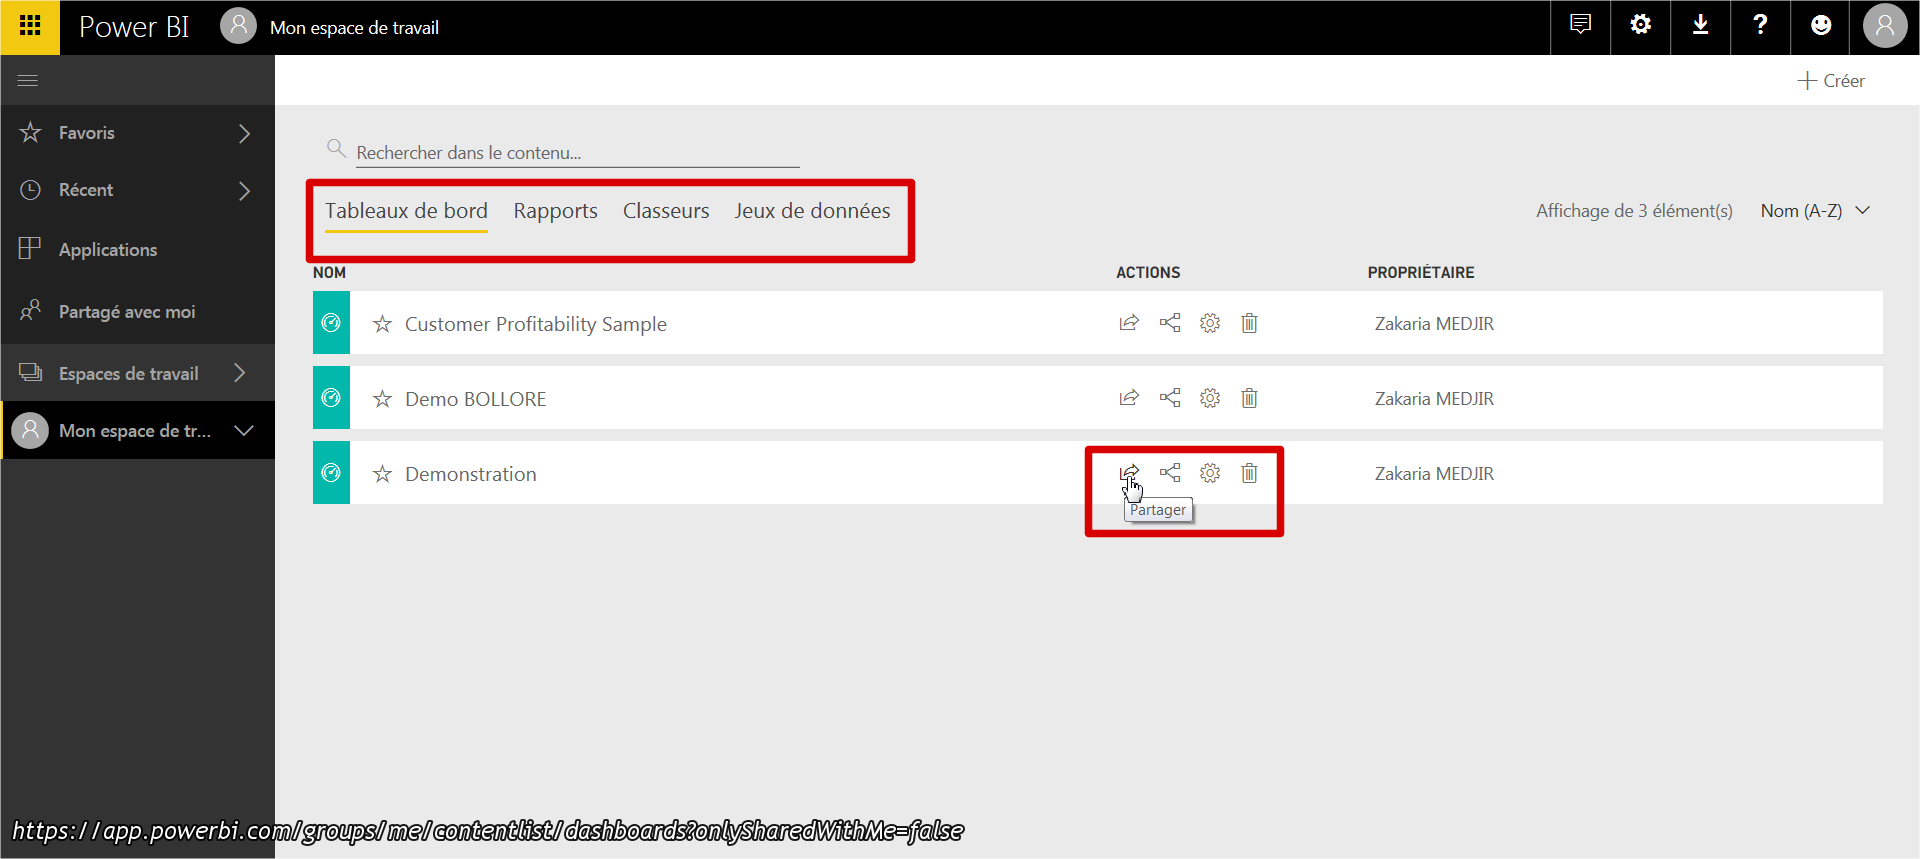 Power BI Mon espace de travail
Créer
Favoris
Récent
Applications
Partagé avec moi
Espaces de travail
Mon espace de tr...
Rechercher dans le contenu...
Tableaux de bord Rapports Classeurs Jeux de données
Affichage de 3 élément(s) Nom (A-Z)
NOM ACTIONS PROPRIÉTAIRE
Customer Profitability Sample Zakaria MEDJIR
Demo BOLLORE Zakaria MEDJIR
Demonstration Zakaria MEDJIR
Partager
https://app.powerbi.com/groups/me/contentlist/dashboards?onlySharedWithMe=false